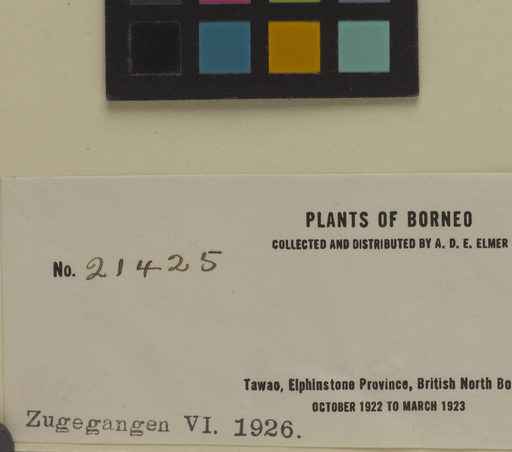 PLANTS OF BORNEO
COLLECTED AND DISTRIBUTED BY A. D. E. ELMER
No. 21425
Tawao, Elphinstone Province, British North Bo
OCTOBER 1922 TO MARCH 1923
Zugegangen VI. 1926.